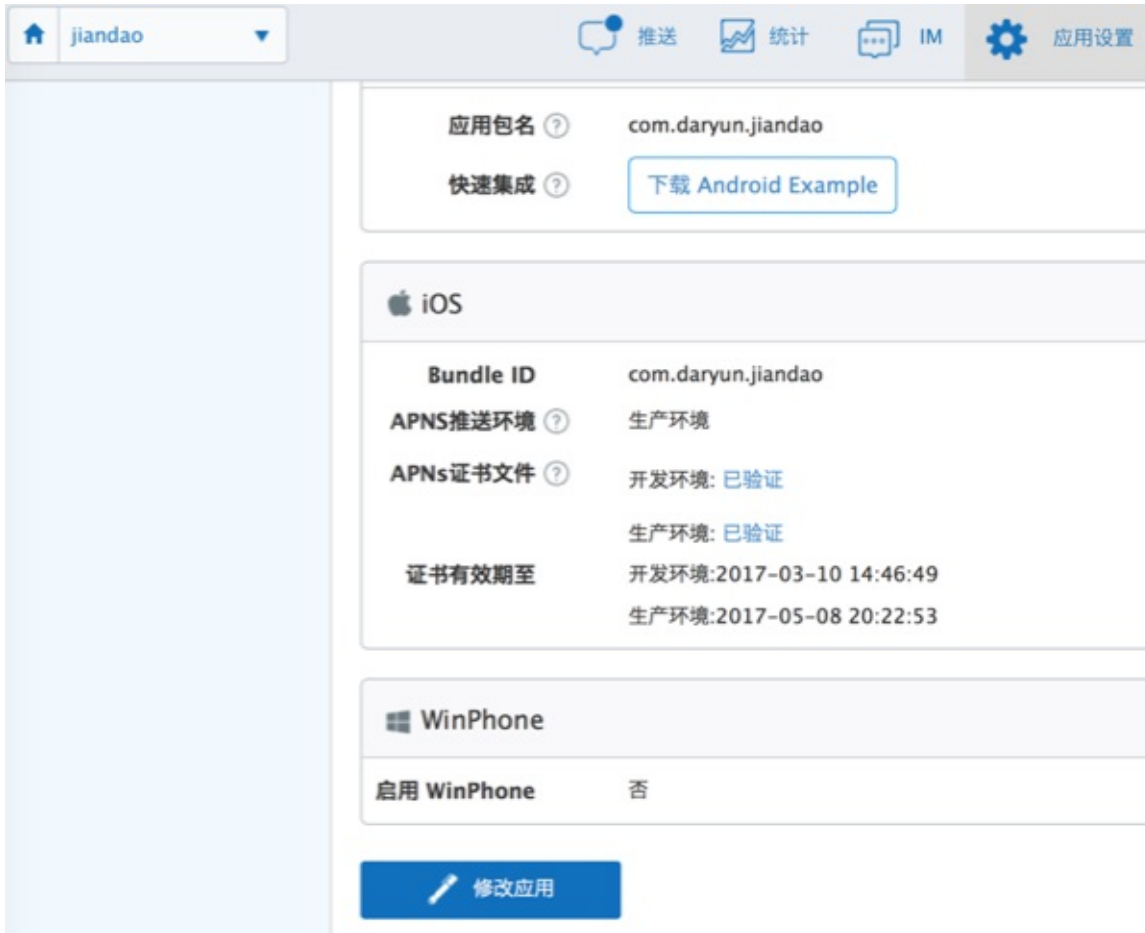 jiandao
推送
统计
IM
应用设置
应用包名 com.daryun.jiandao
快速集成 下载 Android Example
iOS
Bundle ID com.daryun.jiandao
APNS推送环境 生产环境
APNs证书文件 开发环境: 已验证
生产环境: 已验证
证书有效期至 开发环境:2017-03-10 14:46:49
生产环境:2017-05-08 20:22:53
WinPhone
启用 WinPhone 否
修改应用